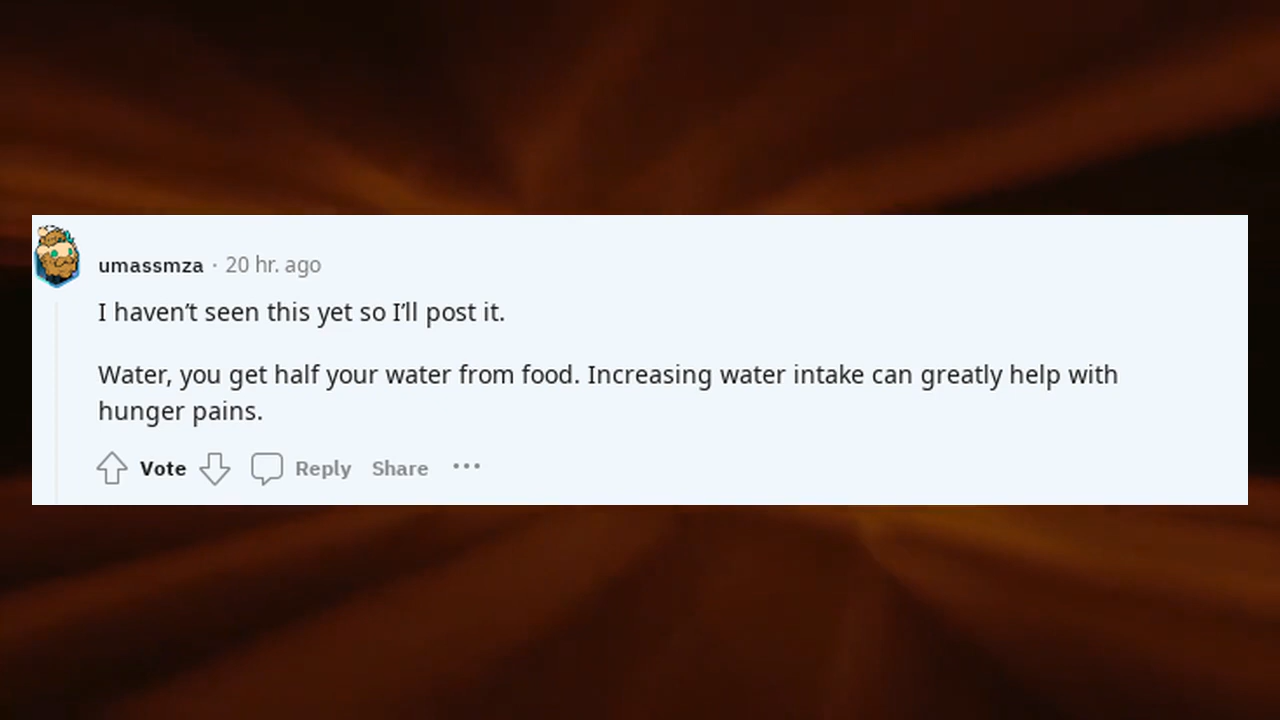 umassmza · 20 hr. ago
I haven’t seen this yet so I’ll post it.
Water, you get half your water from food. Increasing water intake can greatly help with
hunger pains.
Vote Reply Share ···